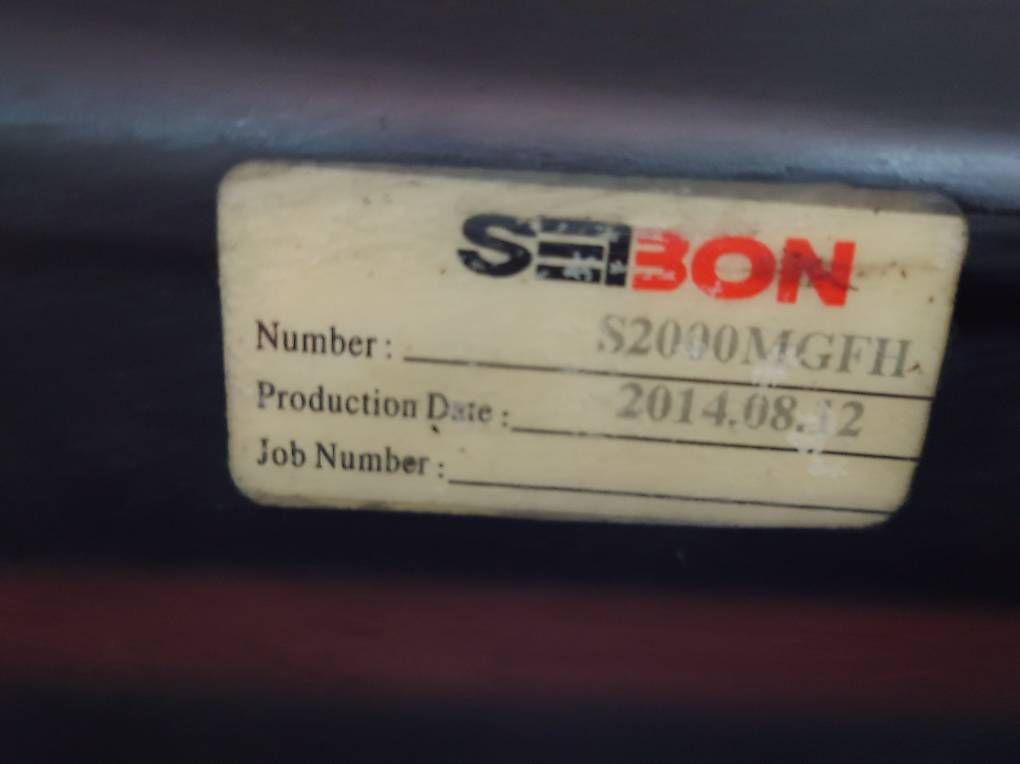 SEIBON
Number: S2000MGFH
Production Date: 2014.08.12
Job Number: